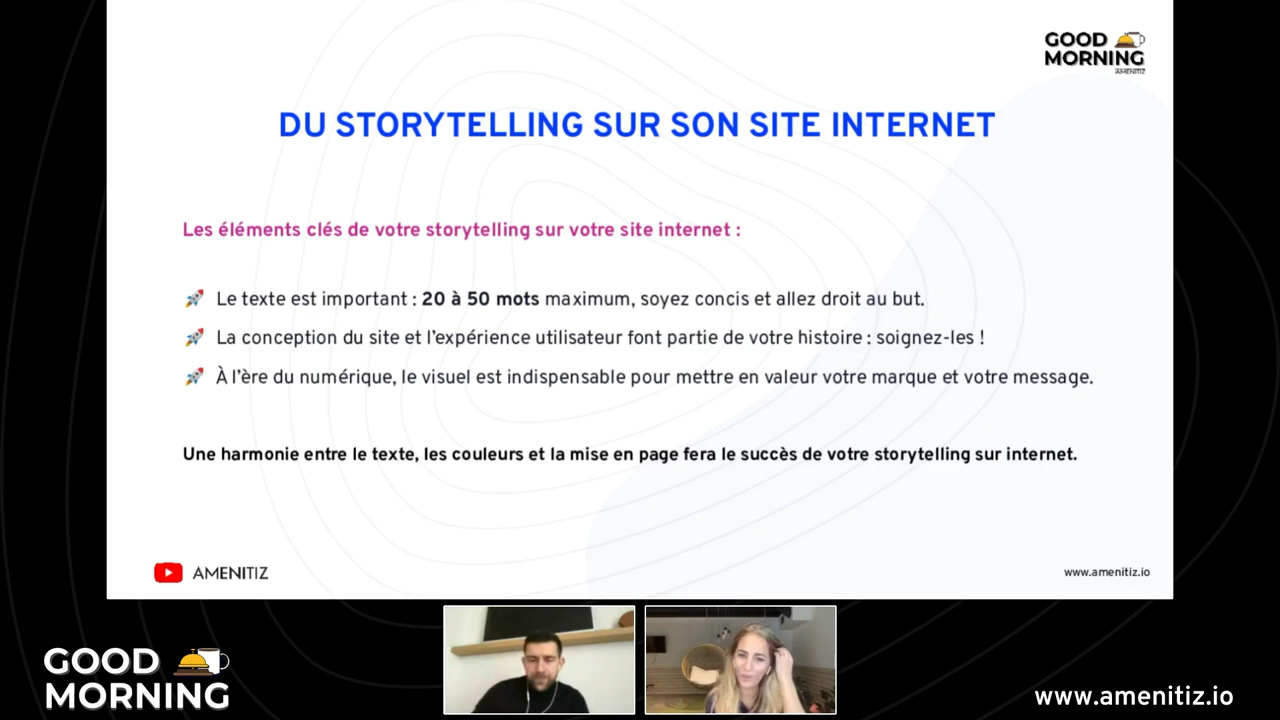 GOOD
MORNING
AMENITIZ
DU STORYTELLING SUR SON SITE INTERNET
Les éléments clés de votre storytelling sur votre site internet :
🚀 Le texte est important : 20 à 50 mots maximum, soyez concis et allez droit au but.
🚀 La conception du site et l'expérience utilisateur font partie de votre histoire : soignez-les !
🚀 À l'ère du numérique, le visuel est indispensable pour mettre en valeur votre marque et votre message.
Une harmonie entre le texte, les couleurs et la mise en page fera le succès de votre storytelling sur internet.
AMENITIZ
www.amenitiz.io
GOOD
MORNING
www.amenitiz.io